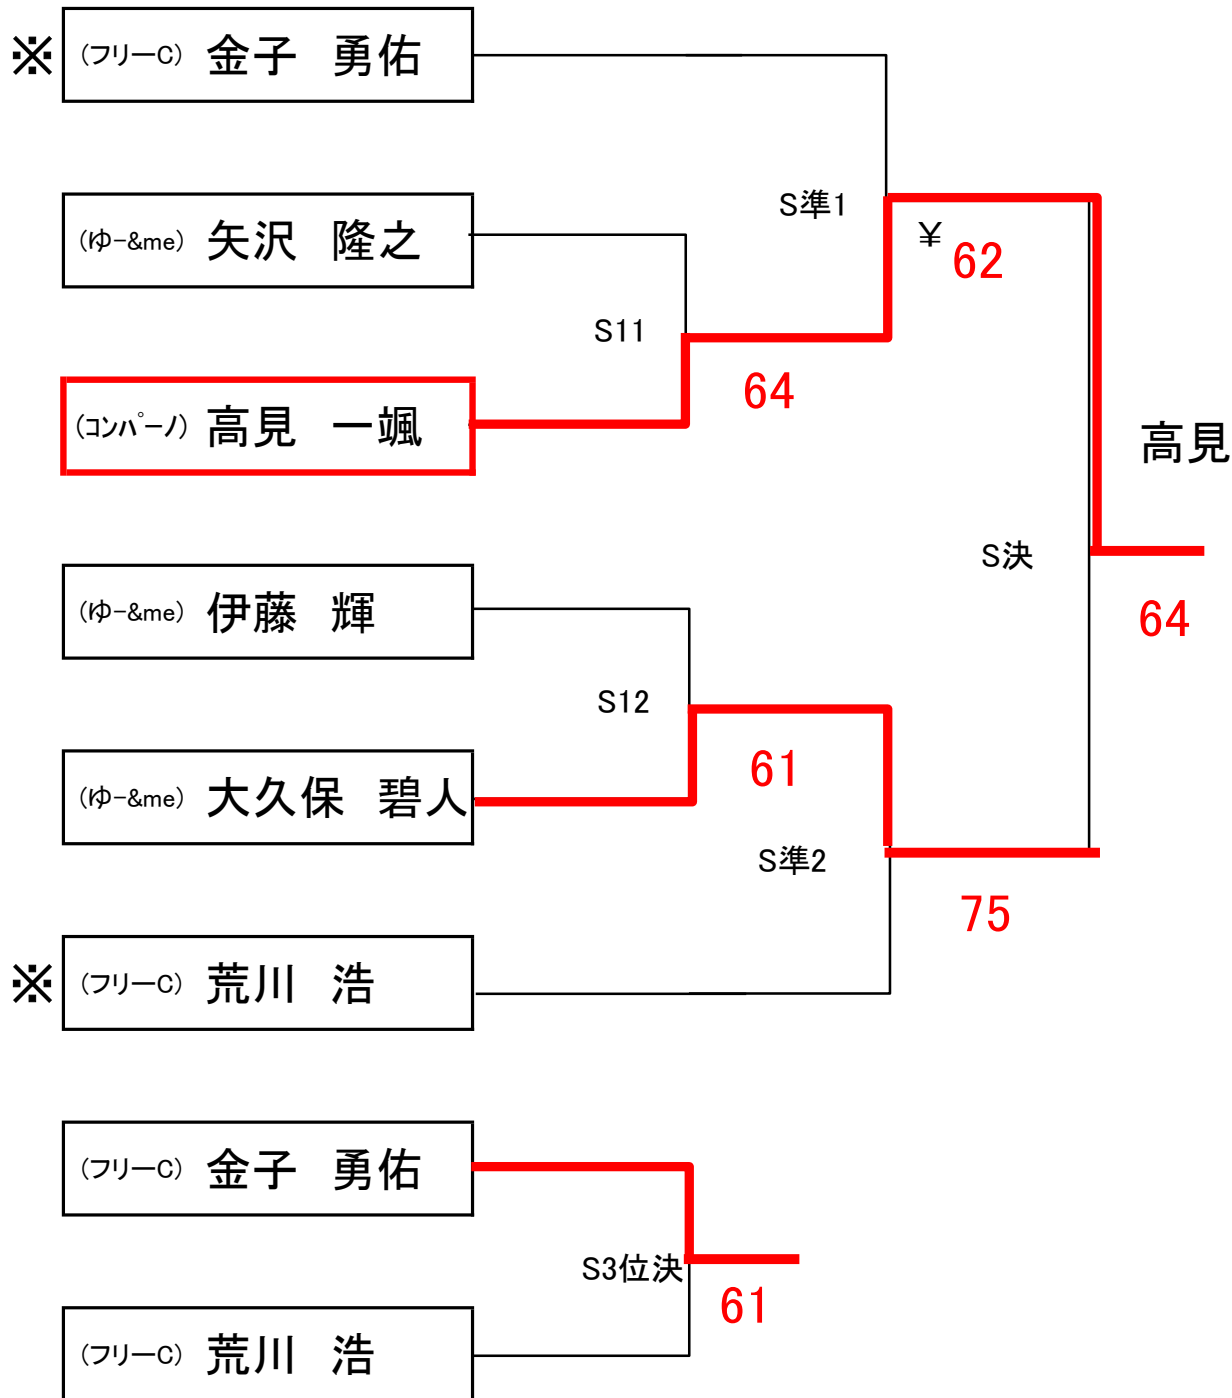 ※ (フリーC) 金子　勇佑
S準1
¥ 62
(ゆ-&me) 矢沢　隆之
S11
64
(コンパーノ) 高見　一颯
高見
S決
64
(ゆ-&me) 伊藤　輝
S12
61
(ゆ-&me) 大久保　碧人
S準2
75
※ (フリーC) 荒川　浩
(フリーC) 金子　勇佑
S3位決
61
(フリーC) 荒川　浩